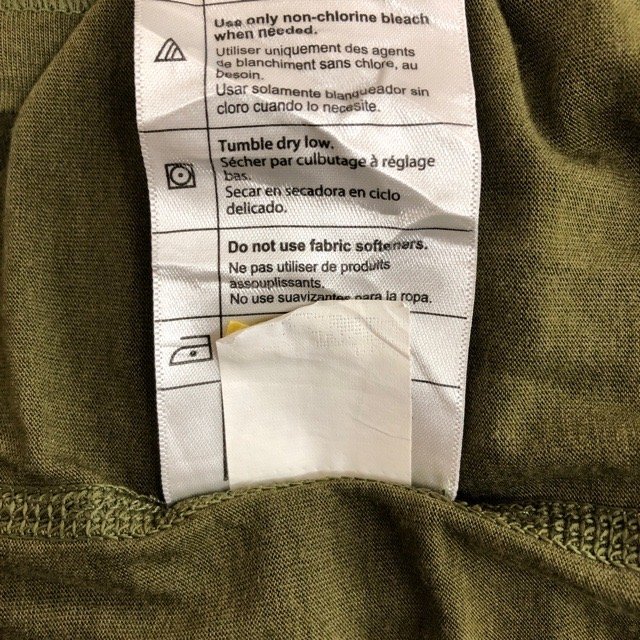 Use only non-chlorine bleach
when needed.
Utiliser uniquement des agents
de blanchiment sans chlore, au
besoin.
Usar solamente blanqueador sin
cloro cuando lo necesite.
Tumble dry low.
Sécher par culbutage à réglage
bas.
Secar en secadora en ciclo
delicado.
Do not use fabric softeners.
Ne pas utiliser de produits
assouplissants.
No use suavizantes para la ropa.